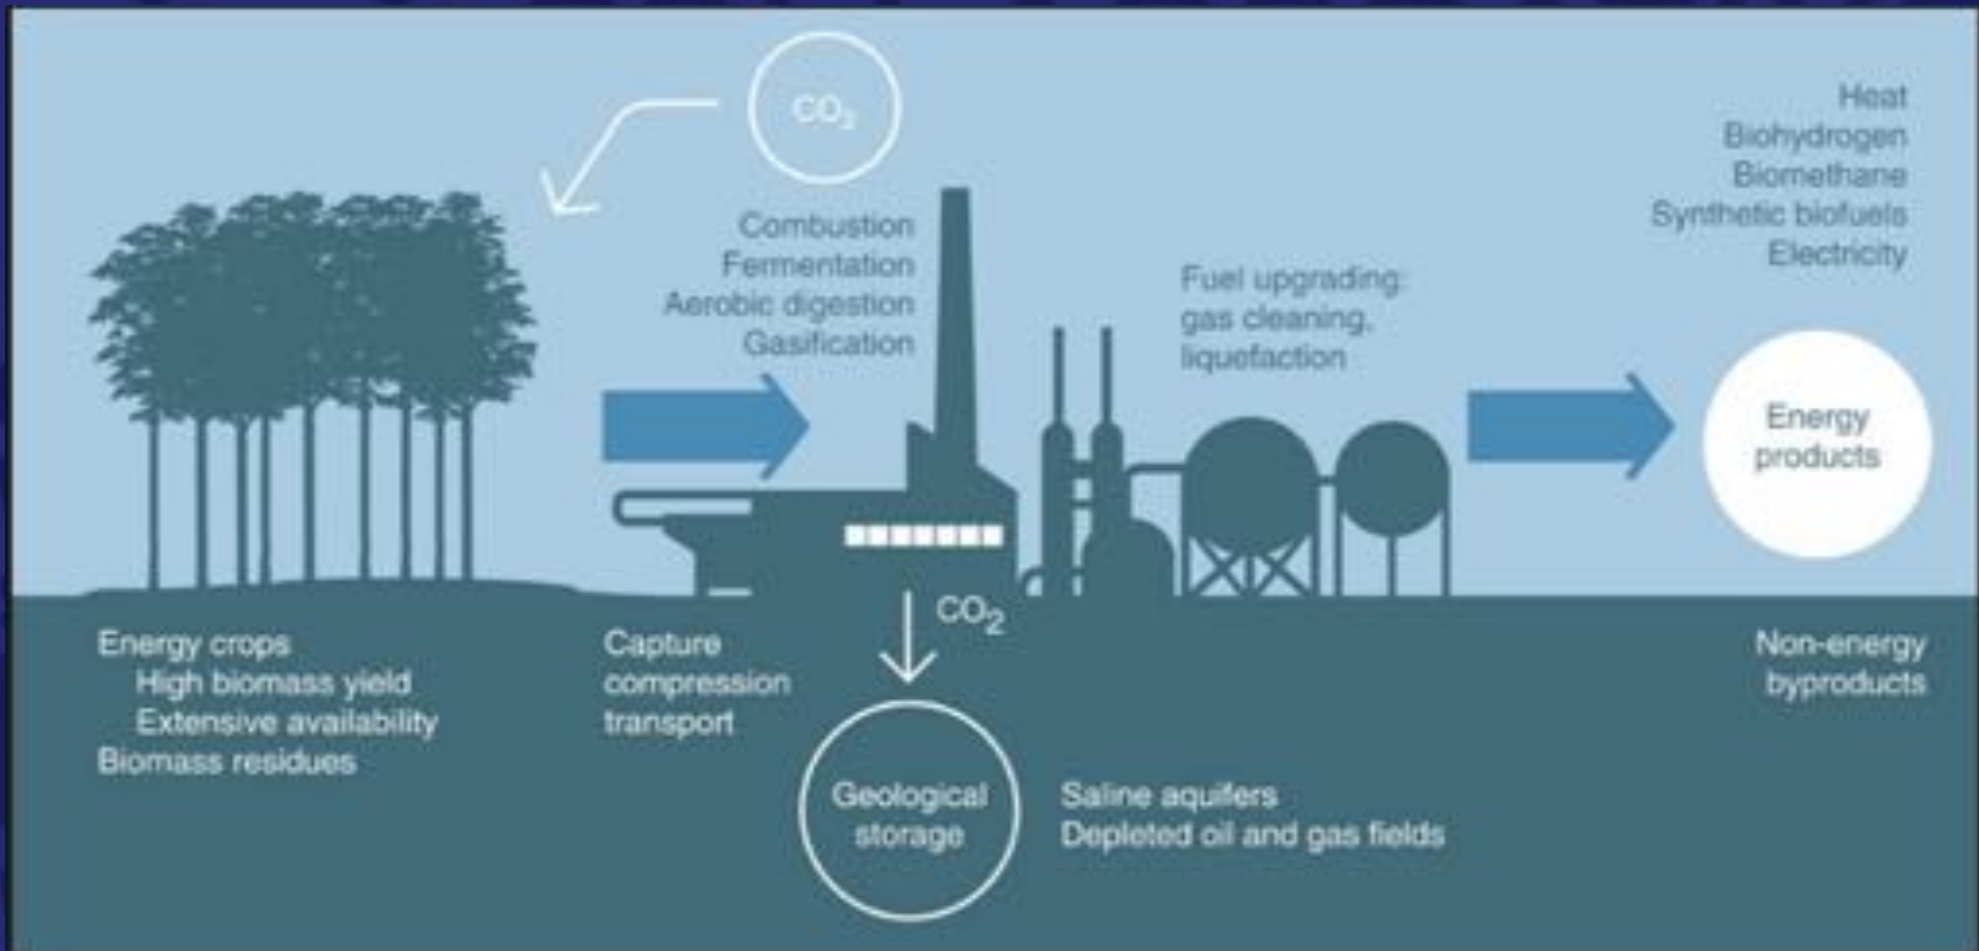 CO₂
Combustion
Fermentation
Aerobic digestion
Gasification
Fuel upgrading:
gas cleaning,
liquefaction
Heat
Biohydrogen
Biomethane
Synthetic biofuels
Electricity
Energy
products
Energy crops
High biomass yield
Extensive availability
Biomass residues
Capture
compression
transport
CO₂
Geological
storage
Saline aquifers
Depleted oil and gas fields
Non-energy
byproducts